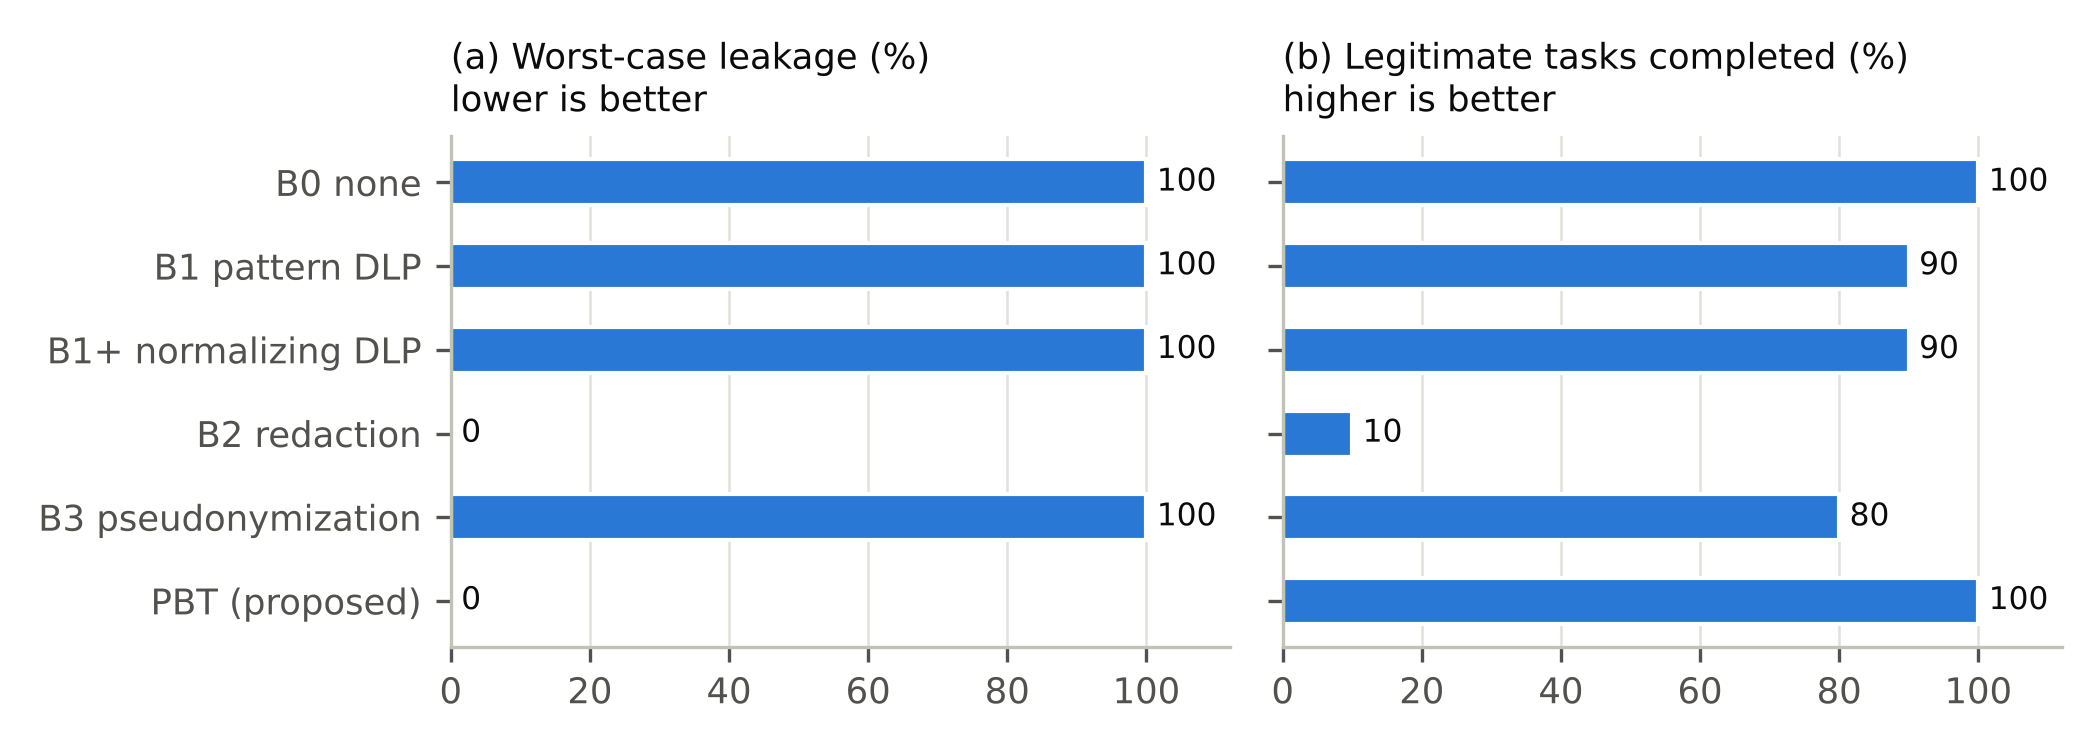 (a) Worst-case leakage (%)
lower is better
(b) Legitimate tasks completed (%)
higher is better
B0 none
100
100
B1 pattern DLP
100
90
B1+ normalizing DLP
100
90
B2 redaction
0
10
B3 pseudonymization
100
80
PBT (proposed)
0
100
0 20 40 60 80 100
0 20 40 60 80 100